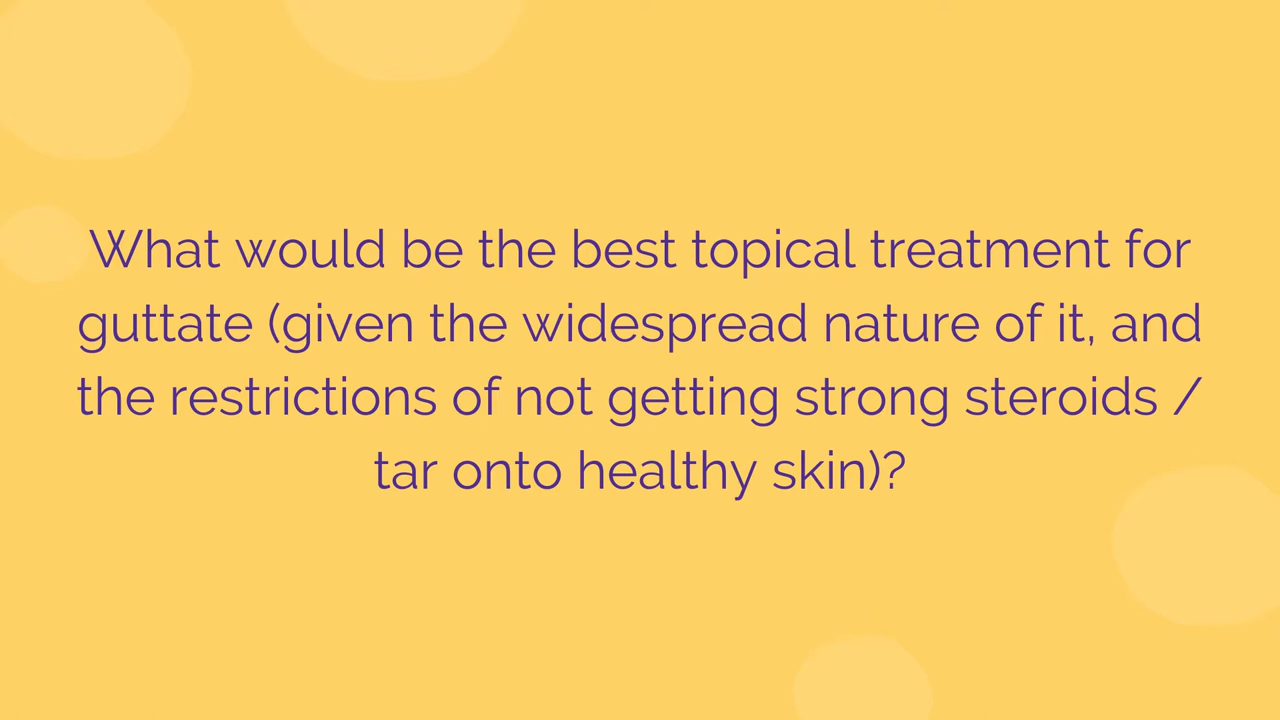 What would be the best topical treatment for
guttate (given the widespread nature of it, and
the restrictions of not getting strong steroids /
tar onto healthy skin)?